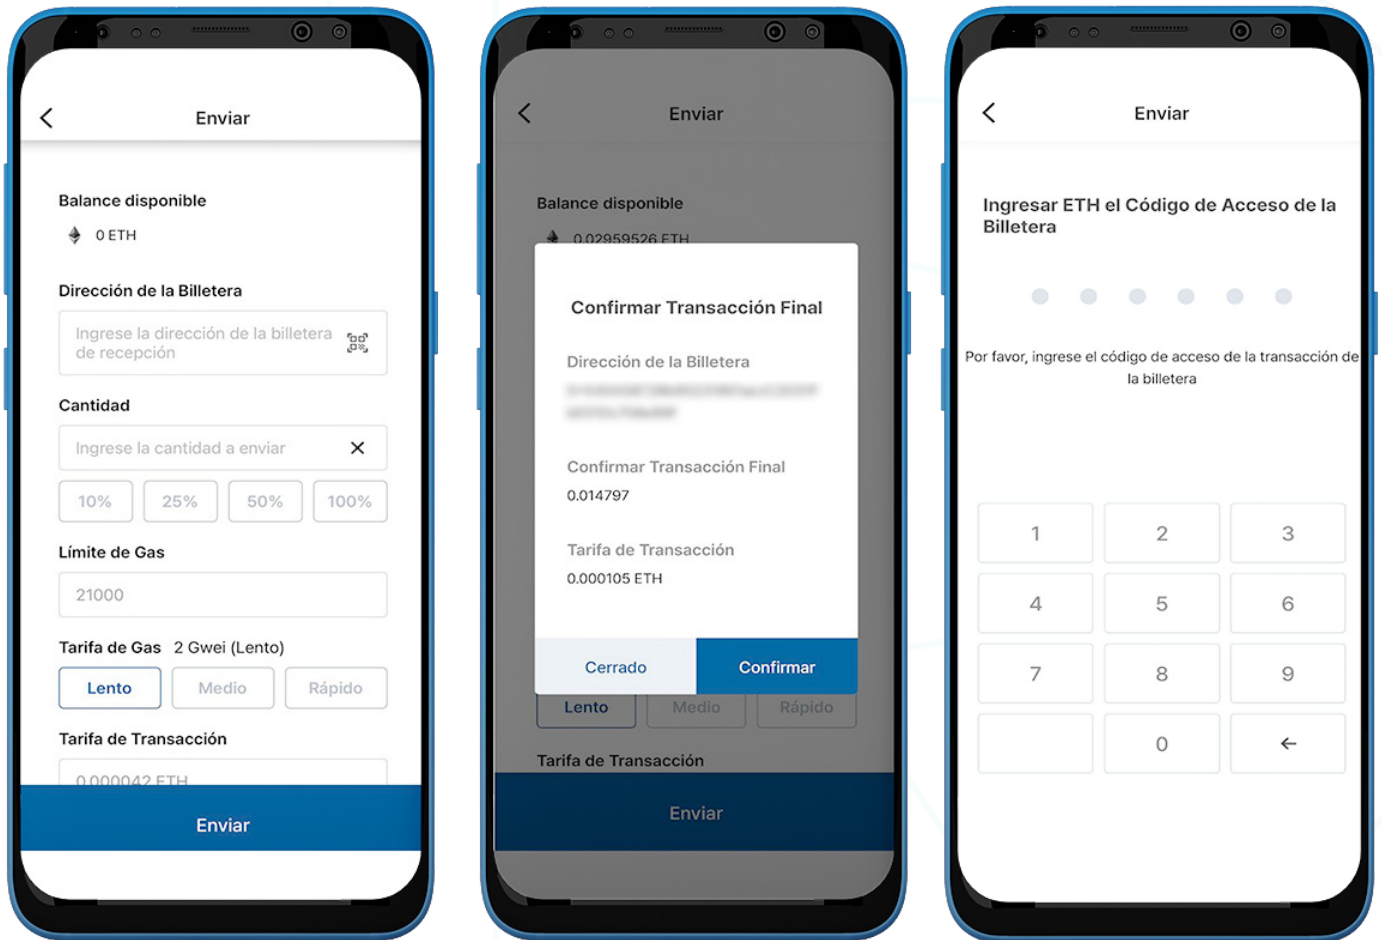 Enviar
Balance disponible
0 ETH
Dirección de la Billetera
Ingrese la dirección de la billetera
de recepción
Cantidad
Ingrese la cantidad a enviar
10%
25%
50%
100%
Límite de Gas
21000
Tarifa de Gas 2 Gwei (Lento)
Lento
Medio
Rápido
Tarifa de Transacción
0.000042 ETH
Enviar
Enviar
Balance disponible
0.02959526 ETH
Confirmar Transacción Final
Dirección de la Billetera
Confirmar Transacción Final
0.014797
Tarifa de Transacción
0.000105 ETH
Cerrado
Confirmar
Lento
Medio
Rápido
Tarifa de Transacción
Enviar
Enviar
Ingresar ETH el Código de Acceso de la
Billetera
Por favor, ingrese el código de acceso de la transacción de
la billetera
1
2
3
4
5
6
7
8
9
0